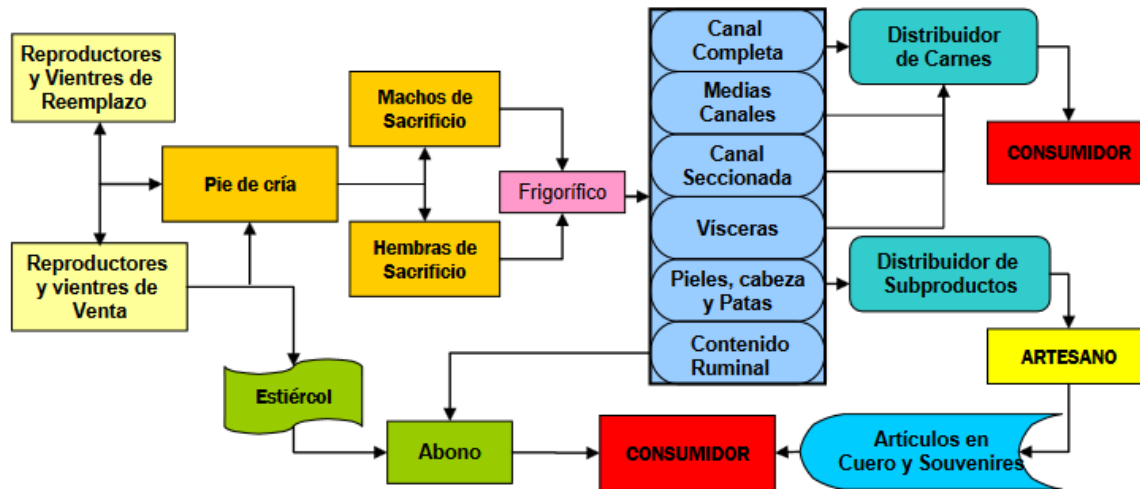 Reproductores
y Vientres de
Reemplazo
Pie de cría
Reproductores
y vientres de
Venta
Estiércol
Abono
Machos de
Sacrificio
Hembras de
Sacrificio
Frigorífico
Canal
Completa
Medias
Canales
Canal
Seccionada
Vísceras
Pieles, cabeza
y Patas
Contenido
Ruminal
Distribuidor
de Carnes
CONSUMIDOR
Distribuidor de
Subproductos
ARTESANO
Artículos en
Cuero y Souvenires
CONSUMIDOR